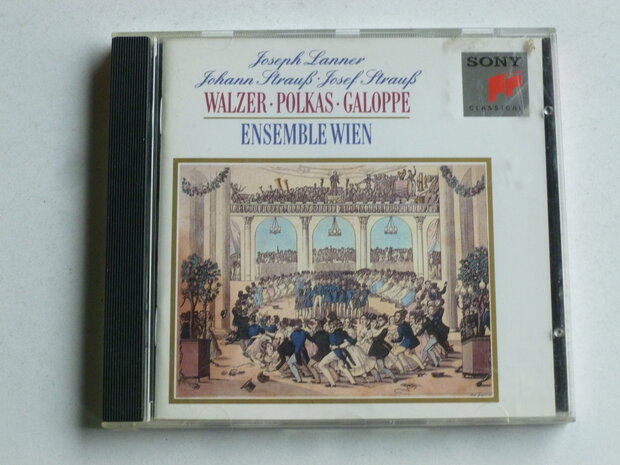 Joseph Lanner
Johann Strauß · Josef Strauß
WALZER · POLKAS · GALOPPE
ENSEMBLE WIEN
SONY
CLASSICAL